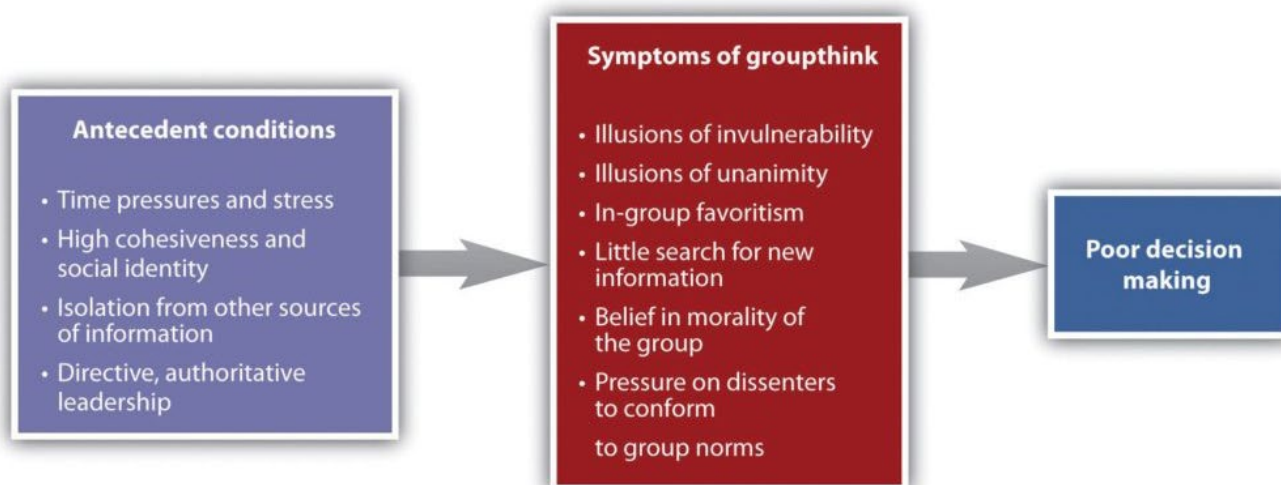 Antecedent conditions
• Time pressures and stress
• High cohesiveness and
social identity
• Isolation from other sources
of information
• Directive, authoritative
leadership
Symptoms of groupthink
• Illusions of invulnerability
• Illusions of unanimity
• In-group favoritism
• Little search for new
information
• Belief in morality of
the group
• Pressure on dissenters
to conform
to group norms
Poor decision
making